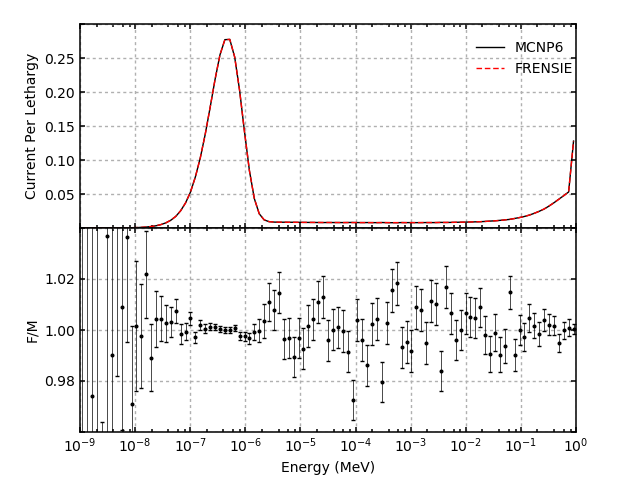 Current Per Lethargy
0.25
0.20
0.15
0.10
0.05
MCNP6
FRENSIE
F/M
1.02
1.00
0.98
10⁻⁹ 10⁻⁸ 10⁻⁷ 10⁻⁶ 10⁻⁵ 10⁻⁴ 10⁻³ 10⁻² 10⁻¹ 10⁰
Energy (MeV)